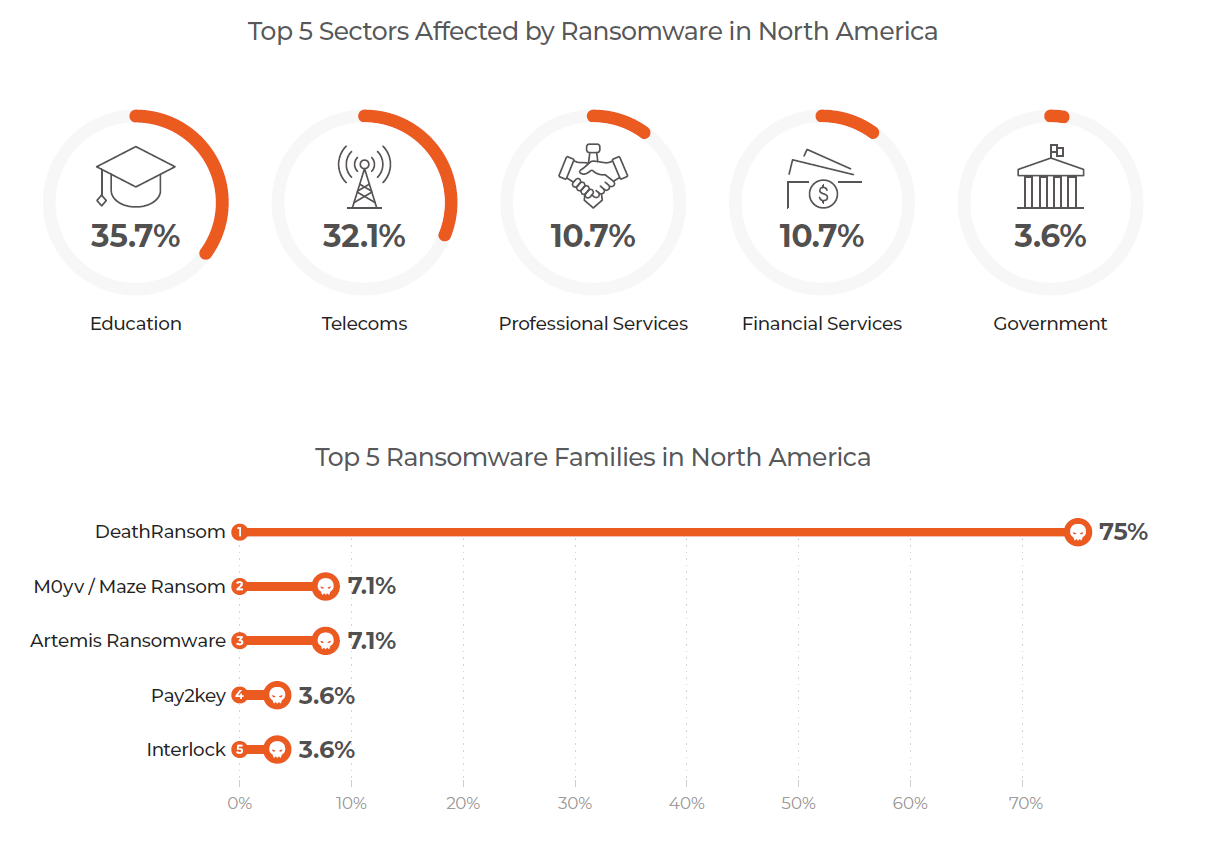 Top 5 Sectors Affected by Ransomware in North America
35.7% 32.1% 10.7% 10.7% 3.6%
Education Telecoms Professional Services Financial Services Government
Top 5 Ransomware Families in North America
DeathRansom 1 75%
M0yv / Maze Ransom 2 7.1%
Artemis Ransomware 3 7.1%
Pay2key 4 3.6%
Interlock 5 3.6%
0% 10% 20% 30% 40% 50% 60% 70%